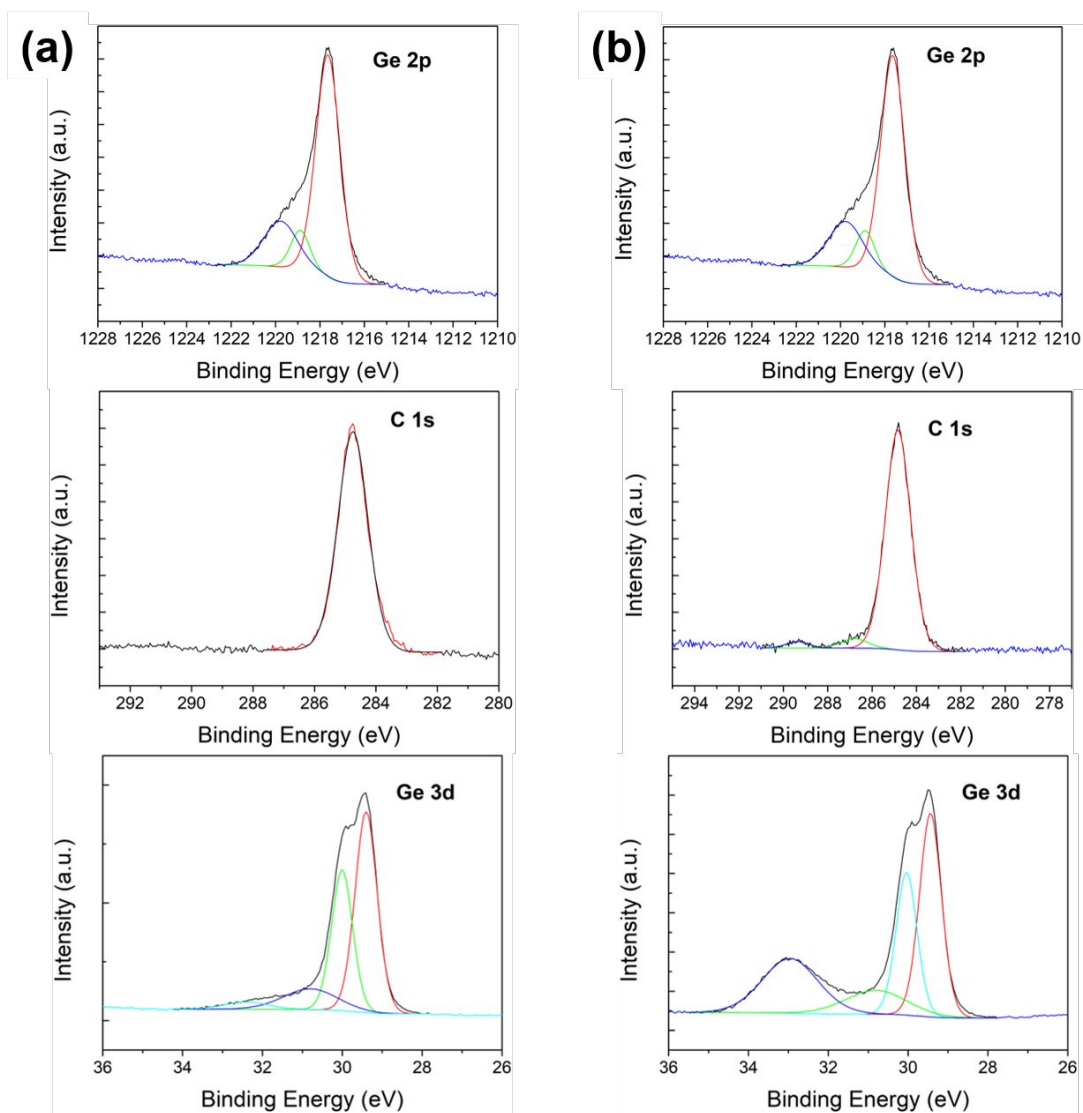 (a)
Ge 2p
Intensity (a.u.)
1228 1226 1224 1222 1220 1218 1216 1214 1212 1210
Binding Energy (eV)
C 1s
Intensity (a.u.)
292 290 288 286 284 282 280
Binding Energy (eV)
Ge 3d
Intensity (a.u.)
36 34 32 30 28 26
Binding Energy (eV)
(b)
Ge 2p
Intensity (a.u.)
1228 1226 1224 1222 1220 1218 1216 1214 1212 1210
Binding Energy (eV)
C 1s
Intensity (a.u.)
294 292 290 288 286 284 282 280 278
Binding Energy (eV)
Ge 3d
Intensity (a.u.)
36 34 32 30 28 26
Binding Energy (eV)